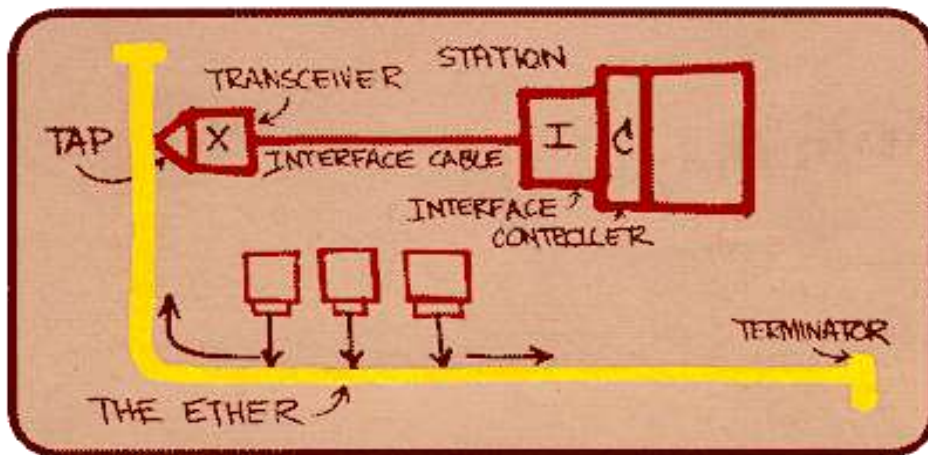 STATION
TRANSCEIVER
TAP
X
I
C
INTERFACE CABLE
INTERFACE
CONTROLLER
TERMINATOR
THE ETHER